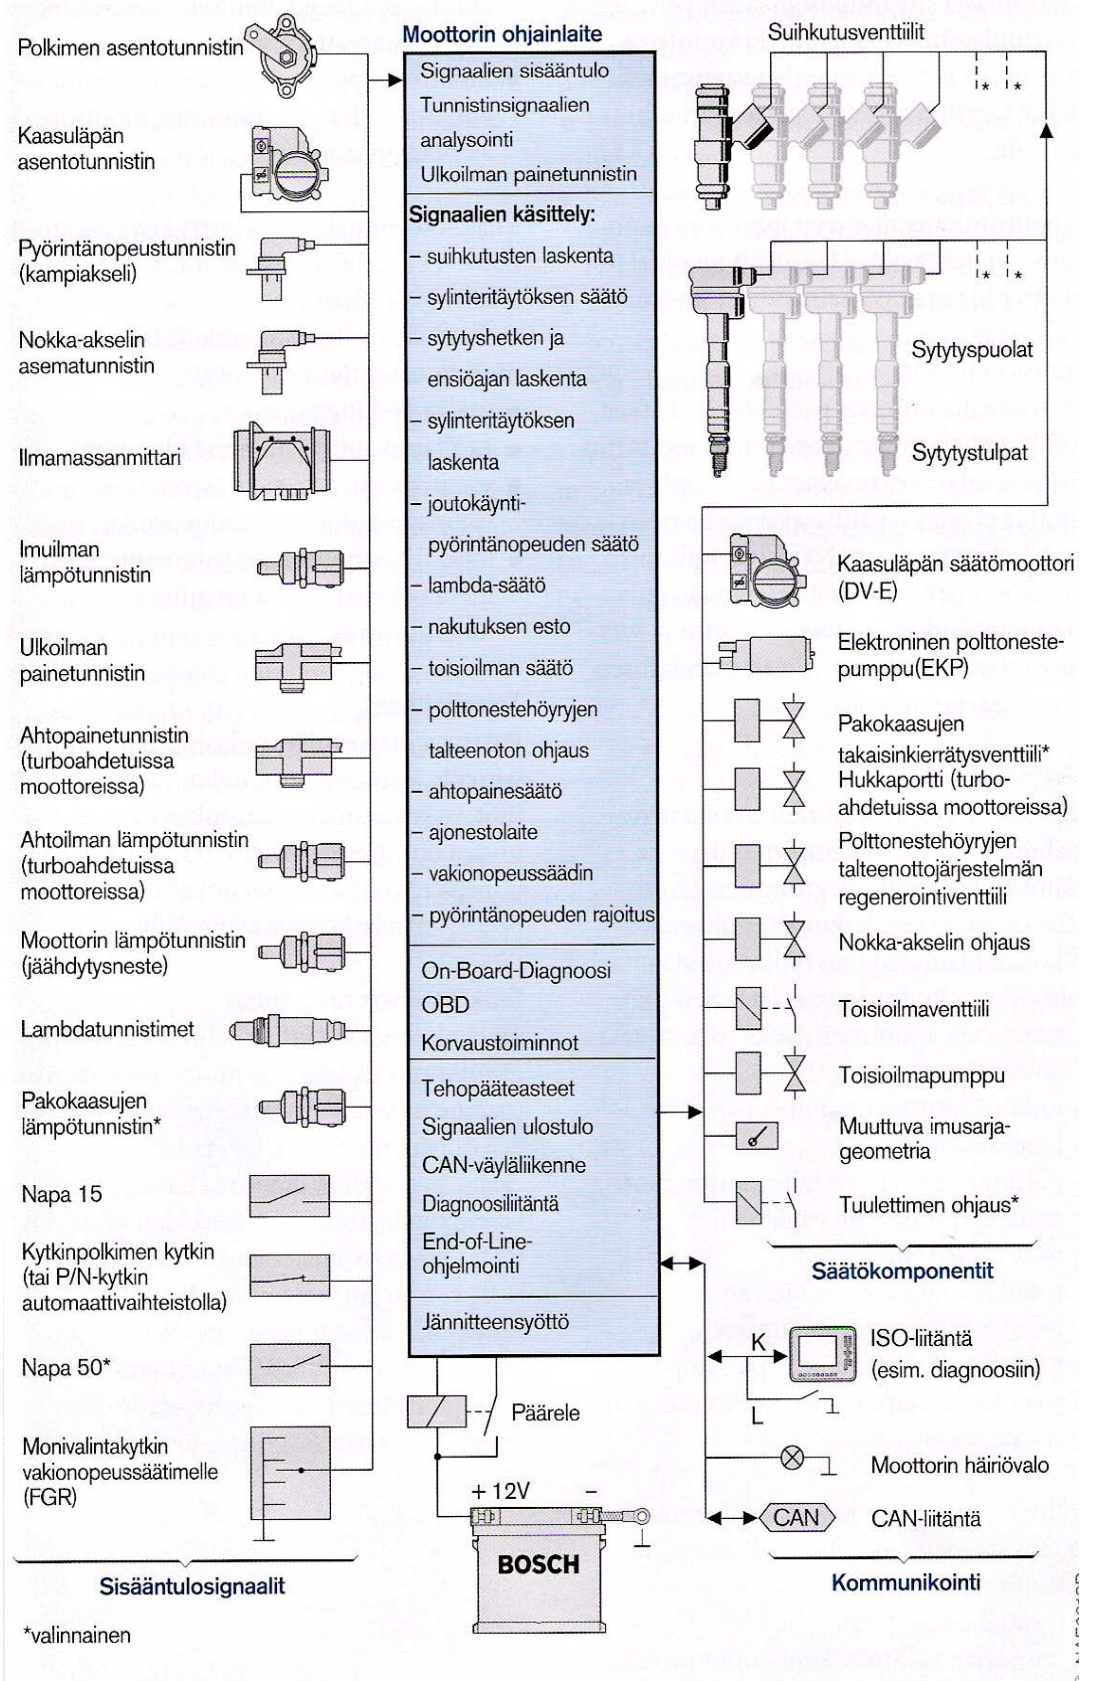 Polkimen asentotunnistin
Kaasuläpän
asentotunnistin
Pyörintänopeustunnistin
(kampiakseli)
Nokka-akselin
asematunnistin
Ilmamassanmittari
Imuilman
lämpötunnistin
Ulkoilman
painetunnistin
Ahtopainetunnistin
(turboahdetuissa
moottoreissa)
Ahtoilman lämpötunnistin
(turboahdetuissa
moottoreissa)
Moottorin lämpötunnistin
(jäähdytysneste)
Lambdatunnistimet
Pakokaasujen
lämpötunnistin*
Napa 15
Kytkinpolkimen kytkin
(tai P/N-kytkin
automaattivaihteistolla)
Napa 50*
Monivalintakytkin
vakionopeussäätimelle
(FGR)
Sisääntulosignaalit
*valinnainen
Moottorin ohjainlaite
Signaalien sisääntulo
Tunnistinsignaalien
analysointi
Ulkoilman painetunnistin
Signaalien käsittely:
– suihkutusten laskenta
– sylinteritäytöksen säätö
– sytytyshetken ja
ensiöajan laskenta
– sylinteritäytöksen
laskenta
– joutokäynti-
pyörintänopeuden säätö
– lambda-säätö
– nakutuksen esto
– toisioilman säätö
– polttonestehöyryjen
talteenoton ohjaus
– ahtopainesäätö
– ajonestolaite
– vakionopeussäädin
– pyörintänopeuden rajoitus
On-Board-Diagnoosi
OBD
Korvaustoiminnot
Tehopääteasteet
Signaalien ulostulo
CAN-väyläliikenne
Diagnoosiliitäntä
End-of-Line-
ohjelmointi
Jännitteensyöttö
Päärele
+ 12V –
BOSCH
Suihkutusventtiilit
* *
* *
Sytytyspuolat
Sytytystulpat
Kaasuläpän säätömoottori
(DV-E)
Elektroninen polttoneste-
pumppu(EKP)
Pakokaasujen
takaisinkierrätysventtiili*
Hukkaportti (turbo-
ahdetuissa moottoreissa)
Polttonestehöyryjen
talteenottojärjestelmän
regenerointiventtiili
Nokka-akselin ohjaus
Toisioilmaventtiili
Toisioilmapumppu
Muuttuva imusarja-
geometria
Tuulettimen ohjaus*
Säätökomponentit
K
L
ISO-liitäntä
(esim. diagnoosiin)
Moottorin häiriövalo
CAN
CAN-liitäntä
Kommunikointi